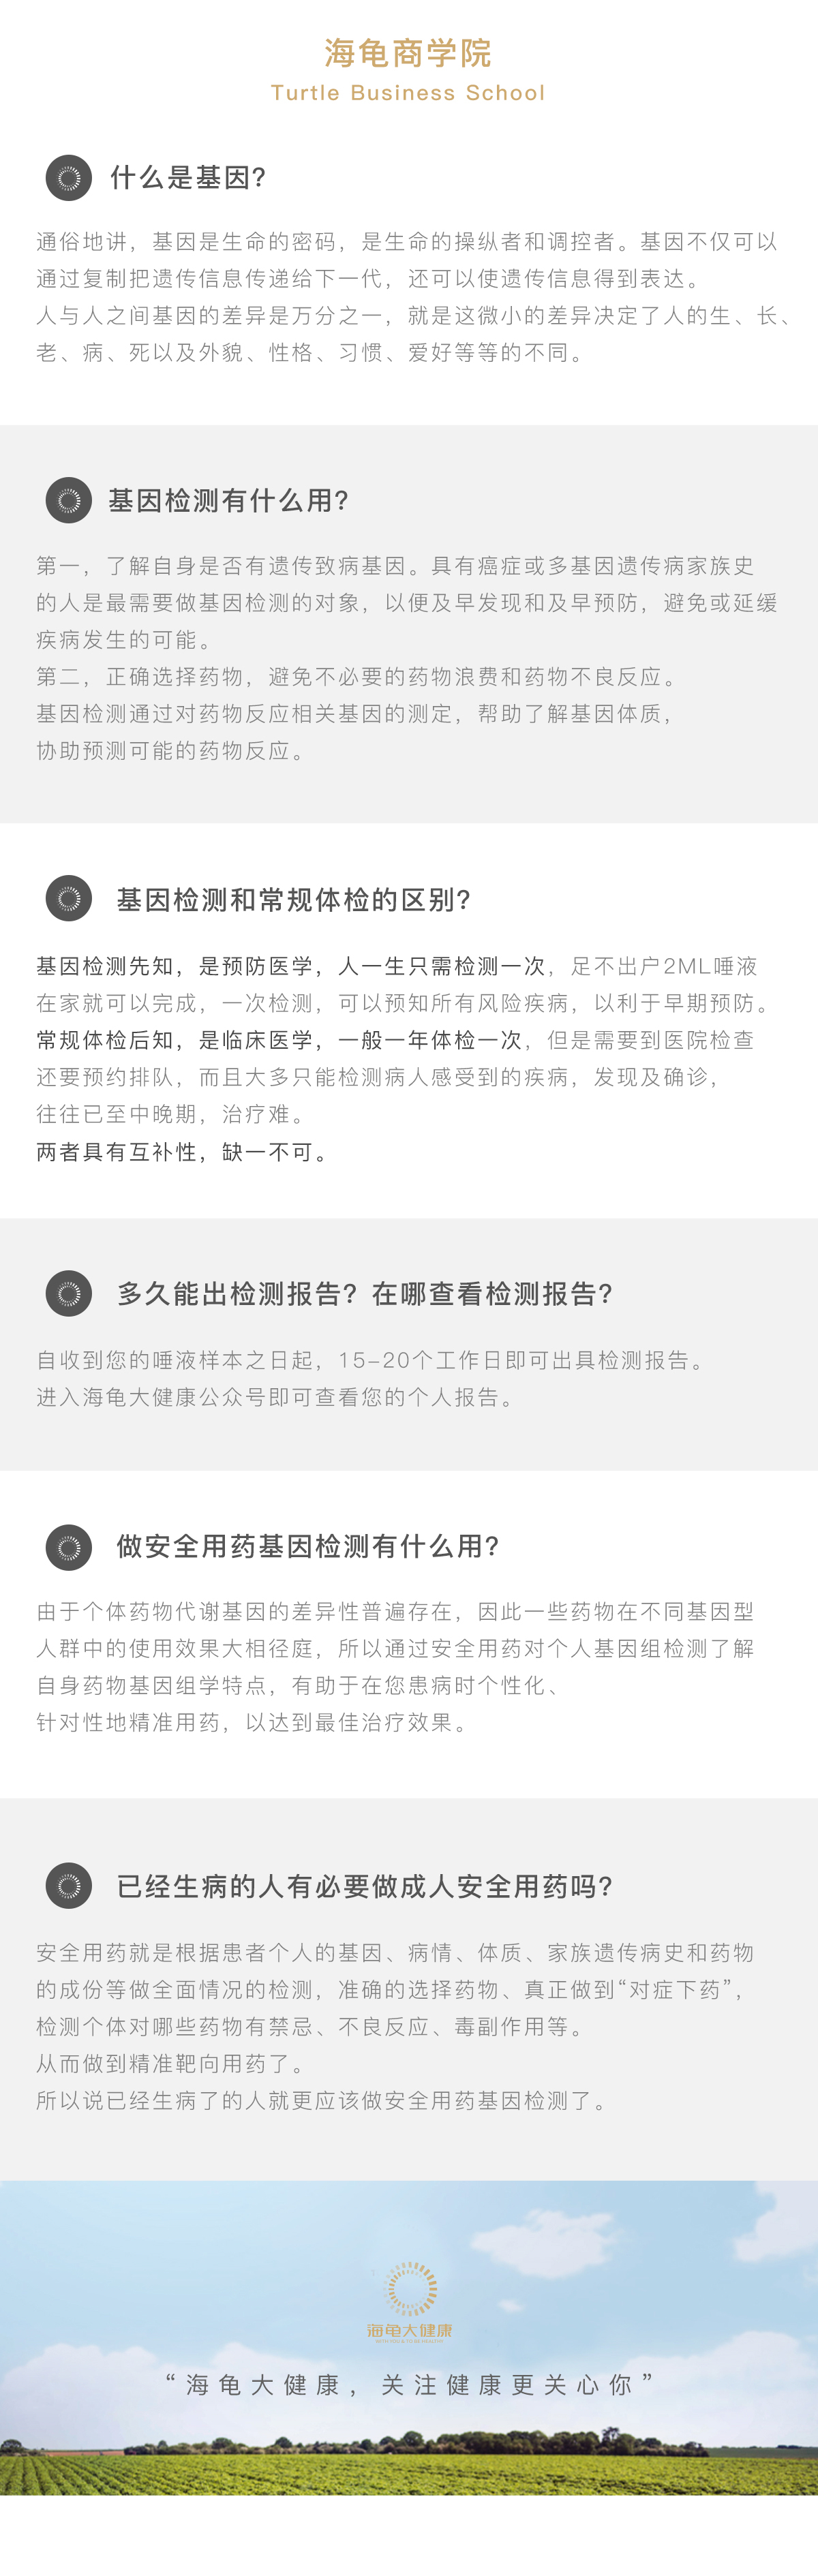 海龟商学院
Turtle Business School
什么是基因?
通俗地讲，基因是生命的密码，是生命的操纵者和调控者。基因不仅可以
通过复制把遗传信息传递给下一代，还可以使遗传信息得到表达。
人与人之间基因的差异是万分之一，就是这微小的差异决定了人的生、长、
老、病、死以及外貌、性格、习惯、爱好等等的不同。
基因检测有什么用?
第一，了解自身是否有遗传致病基因。具有癌症或多基因遗传病家族史
的人是最需要做基因检测的对象，以便及早发现和及早预防，避免或延缓
疾病发生的可能。
第二，正确选择药物，避免不必要的药物浪费和药物不良反应。
基因检测通过对药物反应相关基因的测定，帮助了解基因体质，
协助预测可能的药物反应。
基因检测和常规体检的区别?
基因检测先知，是预防医学，人一生只需检测一次，足不出户2ML唾液
在家就可以完成，一次检测，可以预知所有风险疾病，以利于早期预防。
常规体检后知，是临床医学，一般一年体检一次，但是需要到医院检查
还要预约排队，而且大多只能检测病人感受到的疾病，发现及确诊，
往往已至中晚期，治疗难。
两者具有互补性，缺一不可。
多久能出检测报告? 在哪查看检测报告?
自收到您的唾液样本之日起，15-20个工作日即可出具检测报告。
进入海龟大健康公众号即可查看您的个人报告。
做安全用药基因检测有什么用?
由于个体药物代谢基因的差异性普遍存在，因此一些药物在不同基因型
人群中的使用效果大相径庭，所以通过安全用药对个人基因组检测了解
自身药物基因组学特点，有助于在您患病时个性化、
针对性地精准用药，以达到最佳治疗效果。
已经生病的人有必要做成人安全用药吗?
安全用药就是根据患者个人的基因、病情、体质、家族遗传病史和药物
的成份等做全面情况的检测，准确的选择药物、真正做到“对症下药”，
检测个体对哪些药物有禁忌、不良反应、毒副作用等。
从而做到精准靶向用药了。
所以说已经生病了的人就更应该做安全用药基因检测了。
海龟大健康
“海龟大健康，关注健康更关心你”